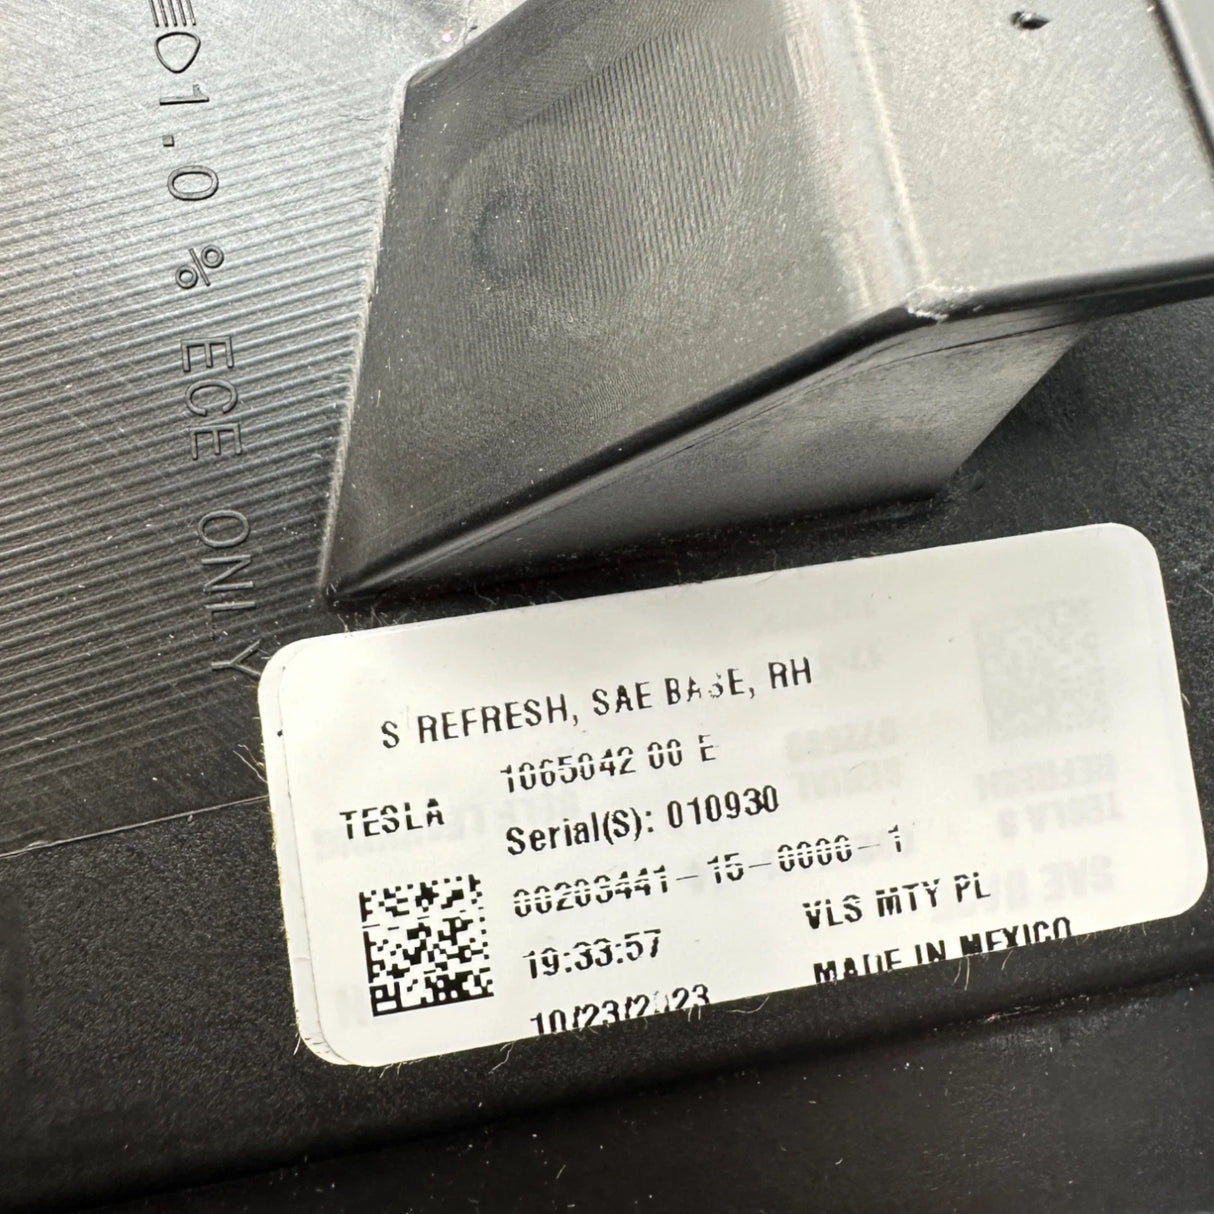 1.0 % ECE ONLY
S REFRESH, SAE BASE, RH
1065042 00 E
TESLA
Serial(S): 010930
00203441-15-0000-1
VLS MTY PL
19:33:57
MADE IN MEXICO
10/23/2023